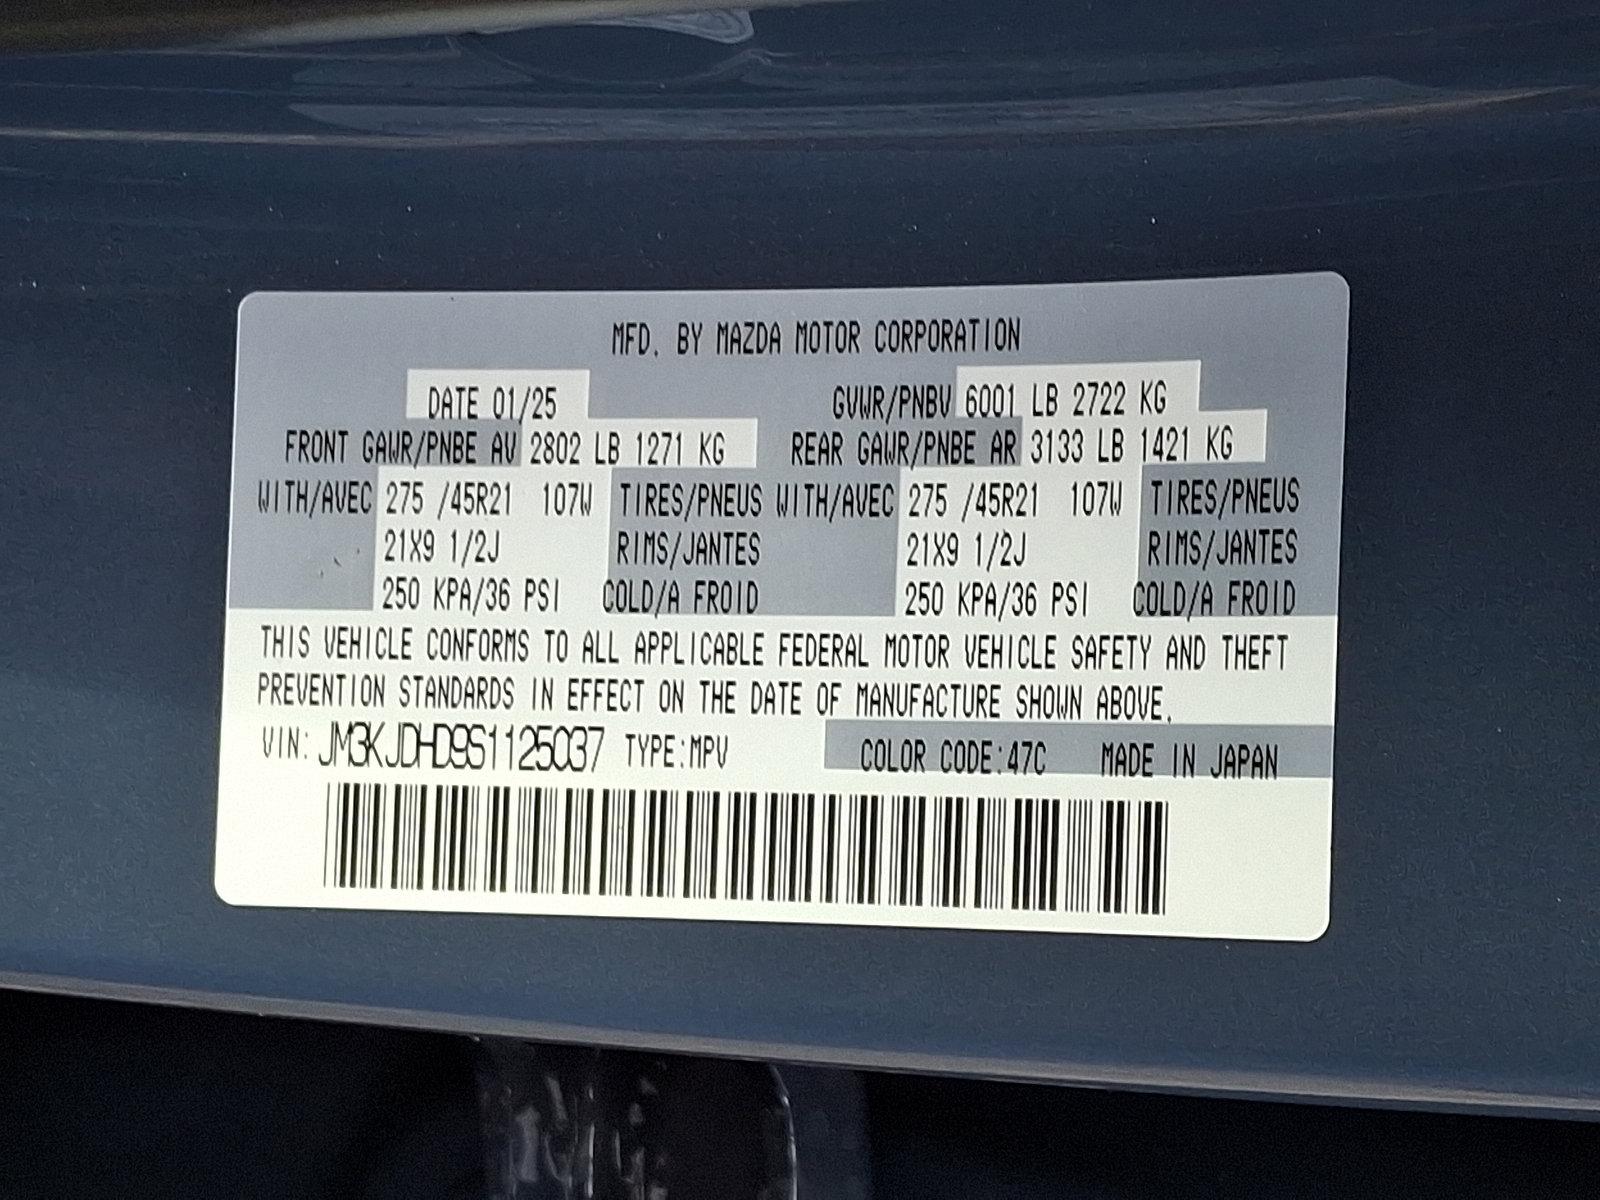 MFD. BY MAZDA MOTOR CORPORATION
DATE 01/25 GVWR/PNBV 6001 LB 2722 KG
FRONT GAWR/PNBE AV 2802 LB 1271 KG REAR GAWR/PNBE AR 3133 LB 1421 KG
WITH/AVEC 275 /45R21 107W TIRES/PNEUS WITH/AVEC 275 /45R21 107W TIRES/PNEUS
21X9 1/2J RIMS/JANTES 21X9 1/2J RIMS/JANTES
250 KPA/36 PSI COLD/A FROID 250 KPA/36 PSI COLD/A FROID
THIS VEHICLE CONFORMS TO ALL APPLICABLE FEDERAL MOTOR VEHICLE SAFETY AND THEFT
PREVENTION STANDARDS IN EFFECT ON THE DATE OF MANUFACTURE SHOWN ABOVE.
VIN: JM3KJDHD9S1125037 TYPE:MPV COLOR CODE:47C MADE IN JAPAN